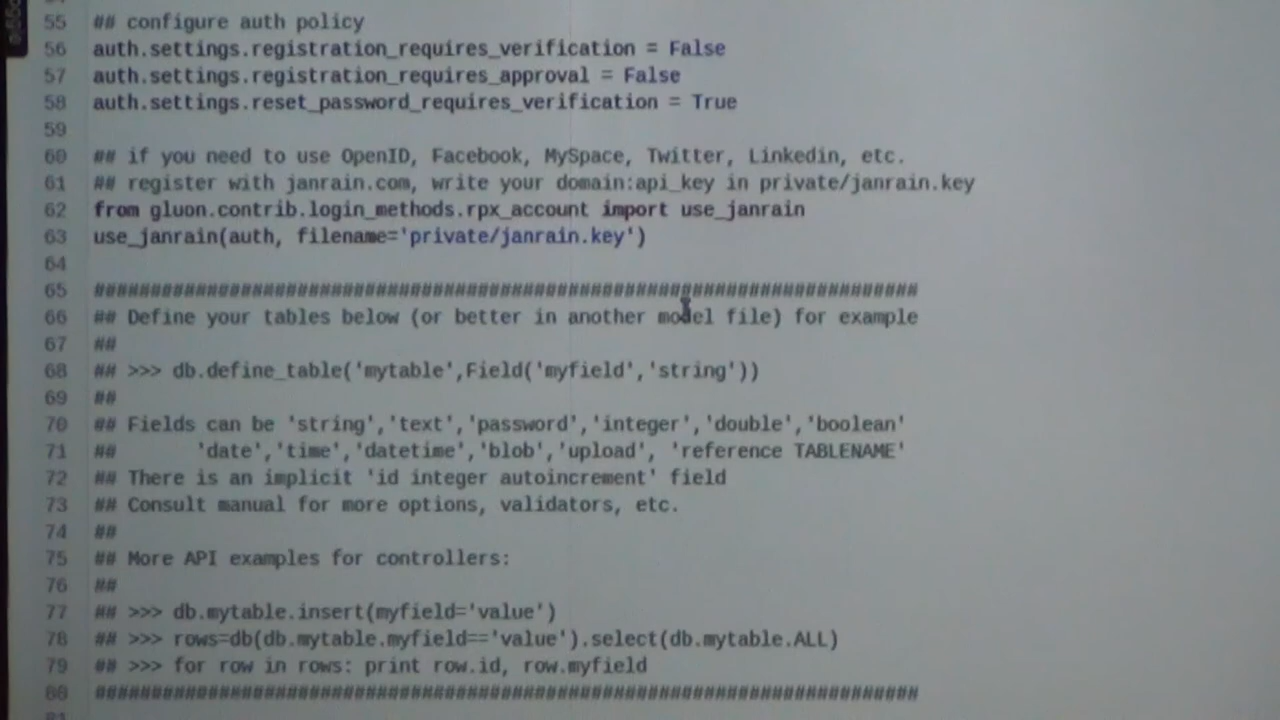 55 ## configure auth policy
56 auth.settings.registration_requires_verification = False
57 auth.settings.registration_requires_approval = False
58 auth.settings.reset_password_requires_verification = True
59
60 ## if you need to use OpenID, Facebook, MySpace, Twitter, Linkedin, etc.
61 ## register with janrain.com, write your domain:api_key in private/janrain.key
62 from gluon.contrib.login_methods.rpx_account import use_janrain
63 use_janrain(auth, filename='private/janrain.key')
64
65 #########################################################################
66 ## Define your tables below (or better in another model file) for example
67 ##
68 ## >>> db.define_table('mytable',Field('myfield','string'))
69 ##
70 ## Fields can be 'string','text','password','integer','double','boolean'
71 ##       'date','time','datetime','blob','upload', 'reference TABLENAME'
72 ## There is an implicit 'id integer autoincrement' field
73 ## Consult manual for more options, validators, etc.
74 ##
75 ## More API examples for controllers:
76 ##
77 ## >>> db.mytable.insert(myfield='value')
78 ## >>> rows=db(db.mytable.myfield=='value').select(db.mytable.ALL)
79 ## >>> for row in rows: print row.id, row.myfield
80 #########################################################################